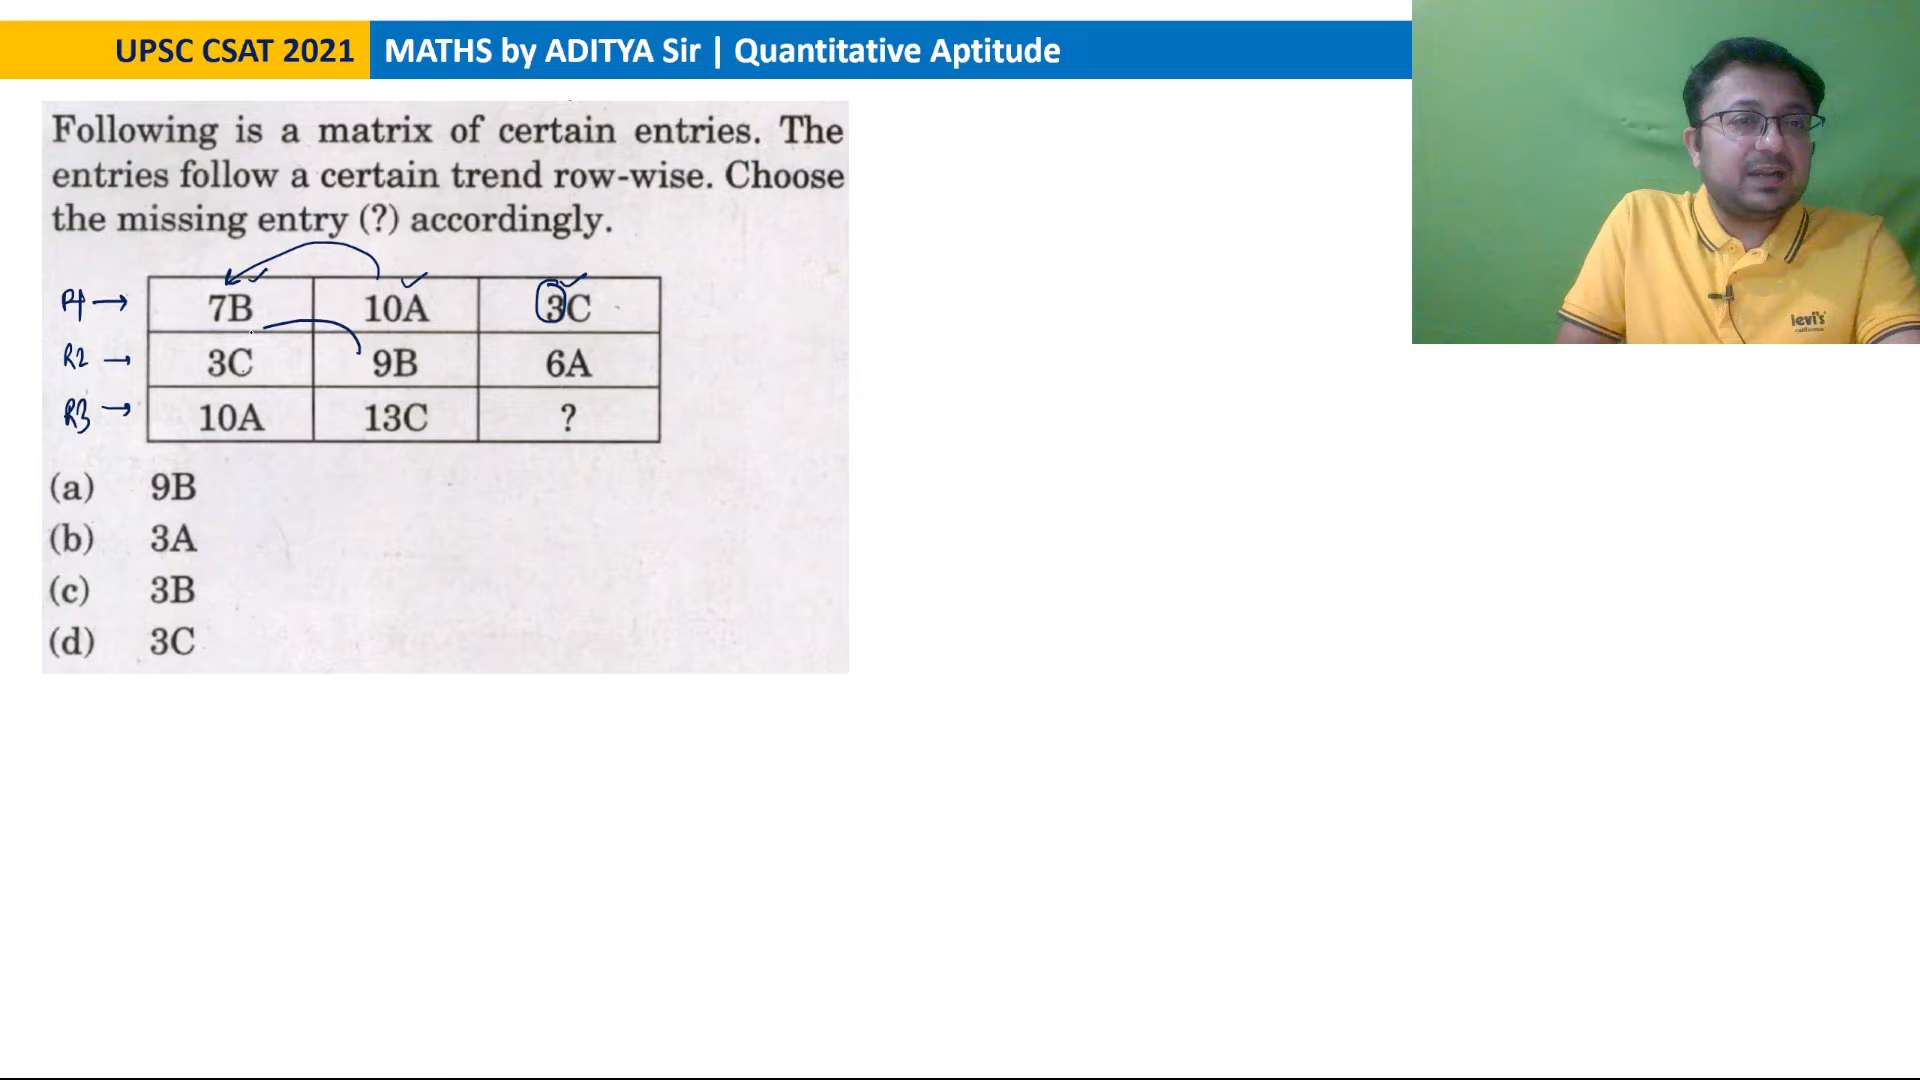 UPSC CSAT 2021 MATHS by ADITYA Sir | Quantitative Aptitude
Following is a matrix of certain entries. The
entries follow a certain trend row-wise. Choose
the missing entry (?) accordingly.
R1 → 7B 10A 3C
R2 → 3C 9B 6A
R3 → 10A 13C ?
(a) 9B
(b) 3A
(c) 3B
(d) 3C
levi's